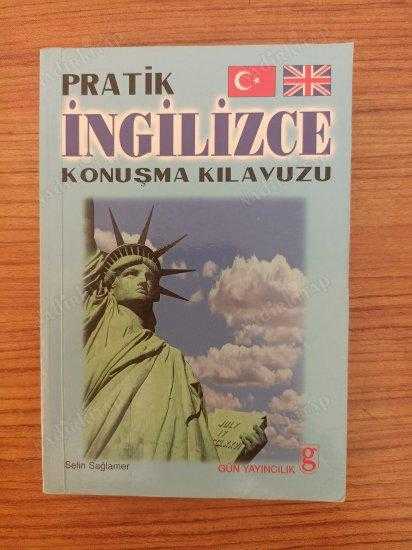 PRATİK
İNGİLİZCE
KONUŞMA KILAVUZU
JULY
Selin Sağlamer
GÜN YAYINCILIK g